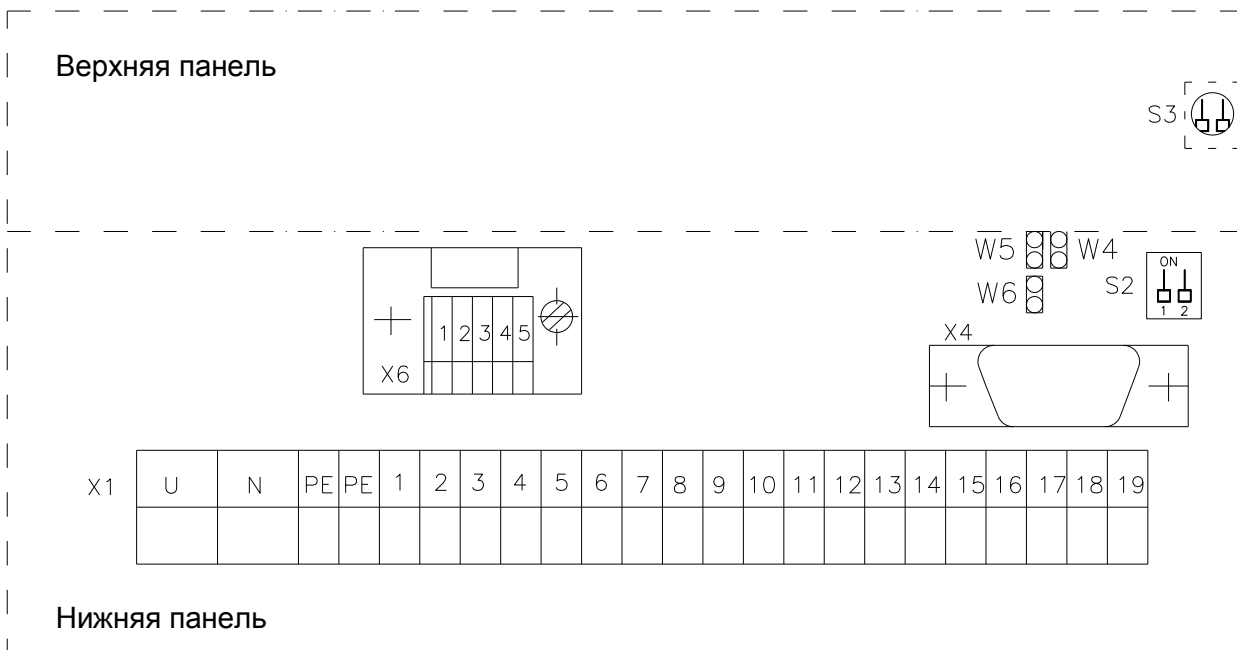 Верхняя панель
S3
W5 W4
ON
W6 S2
1 2
X4
1 2 3 4 5
X6
X1 U N PE PE 1 2 3 4 5 6 7 8 9 10 11 12 13 14 15 16 17 18 19
Нижняя панель